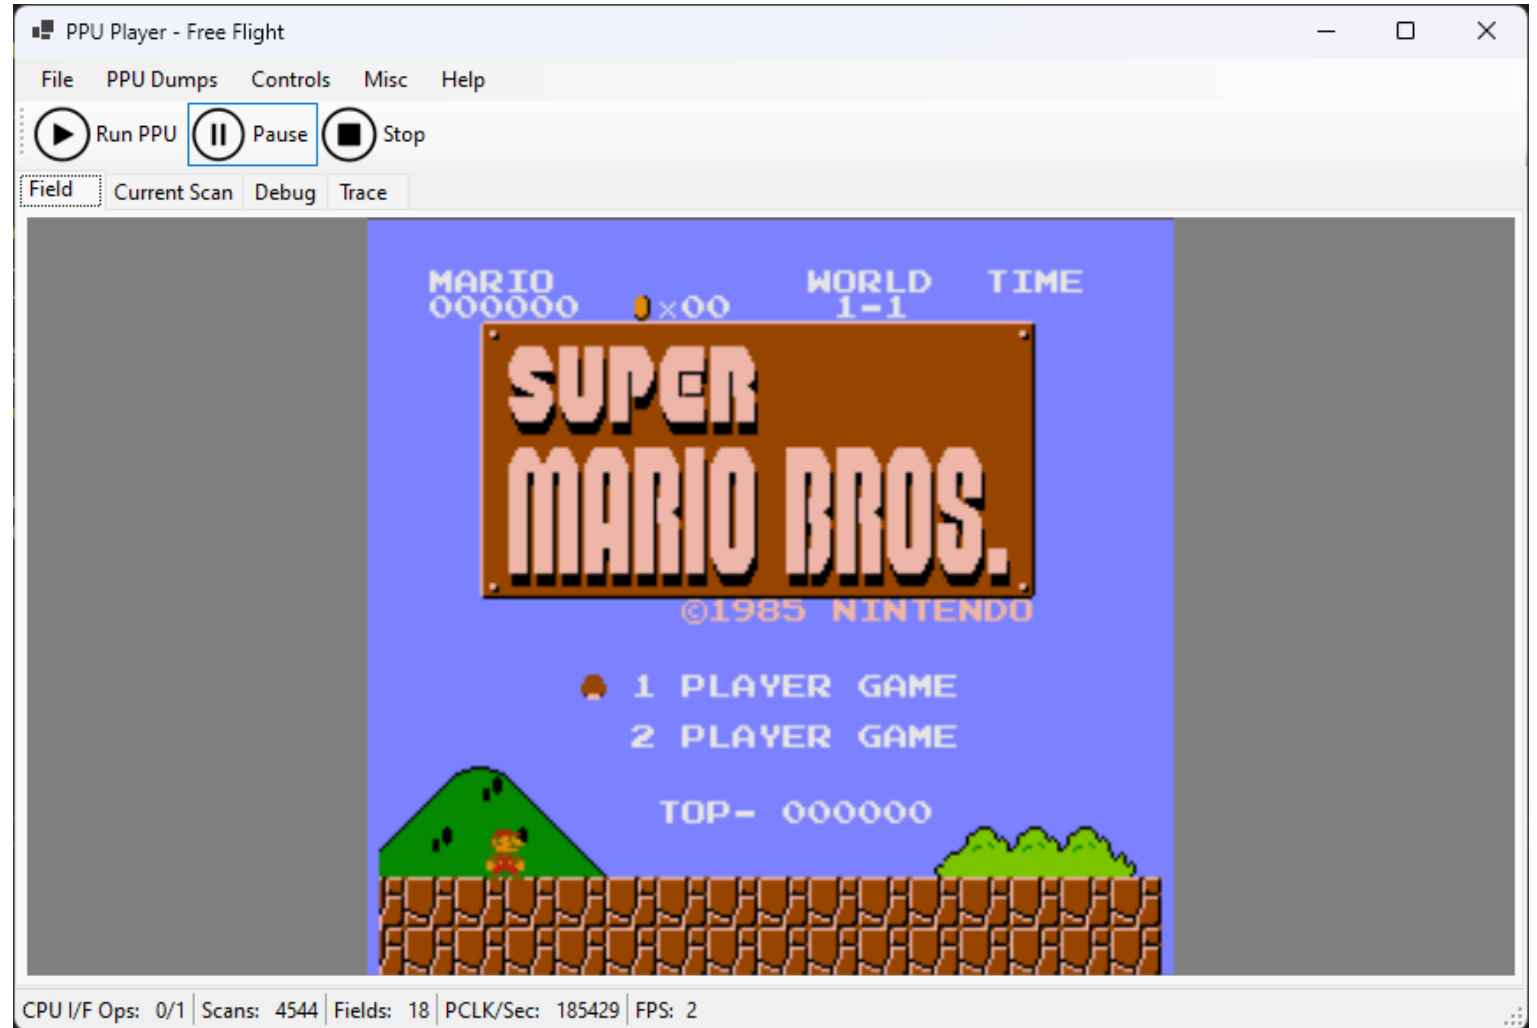 PPU Player - Free Flight
File PPU Dumps Controls Misc Help
Run PPU Pause Stop
Field Current Scan Debug Trace
MARIO WORLD TIME
000000 ×00 1-1
SUPER
MARIO BROS.
©1985 NINTENDO
1 PLAYER GAME
2 PLAYER GAME
TOP- 000000
CPU I/F Ops: 0/1 Scans: 4544 Fields: 18 PCLK/Sec: 185429 FPS: 2